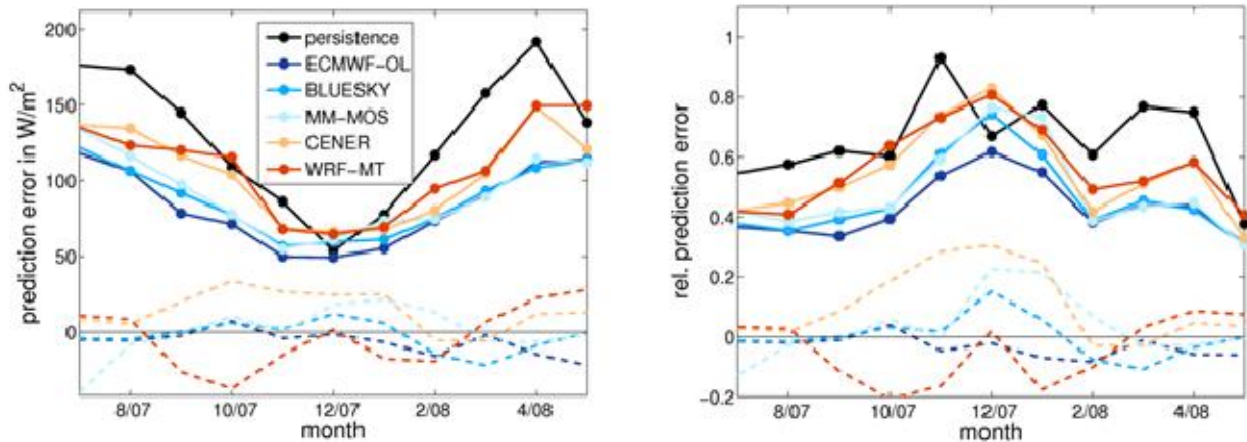 200
150
100
50
0
prediction error in W/m²
persistence
ECMWF-OL
BLUESKY
MM-MOS
CENER
WRF-MT
8/07
10/07
12/07
2/08
4/08
month
1
0.8
0.6
0.4
0.2
0
−0.2
rel. prediction error
8/07
10/07
12/07
2/08
4/08
month